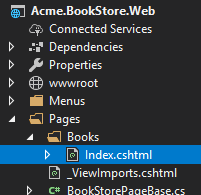 Acme.BookStore.Web
Connected Services
Dependencies
Properties
wwwroot
Menus
Pages
Books
Index.cshtml
_ViewImports.cshtml
BookStorePageBase.cs